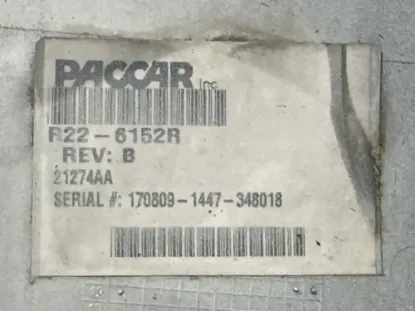 PACCAR Inc
R22-6152R
REV: B
21274AA
SERIAL #: 170809-1447-348018